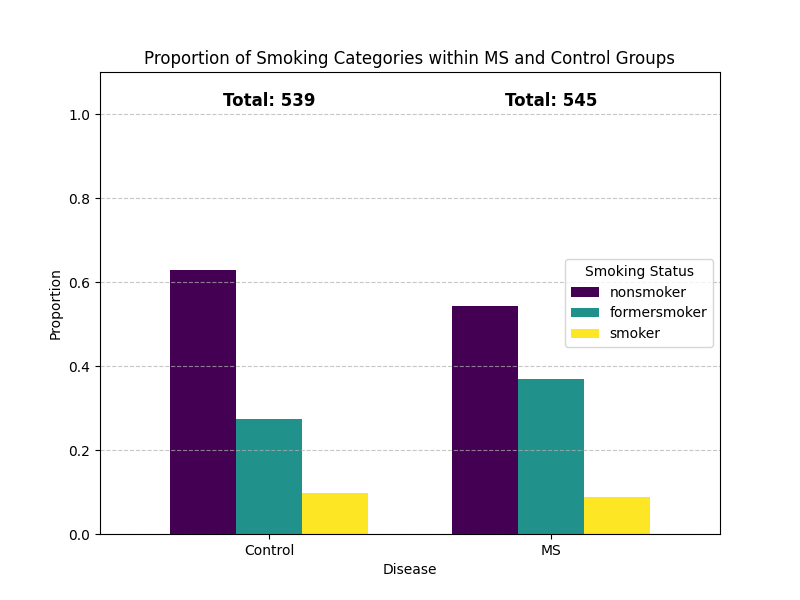 Proportion of Smoking Categories within MS and Control Groups
Total: 539 Total: 545
1.0
0.8
0.6
0.4
0.2
0.0
Proportion
Smoking Status
nonsmoker
formersmoker
smoker
Control MS
Disease